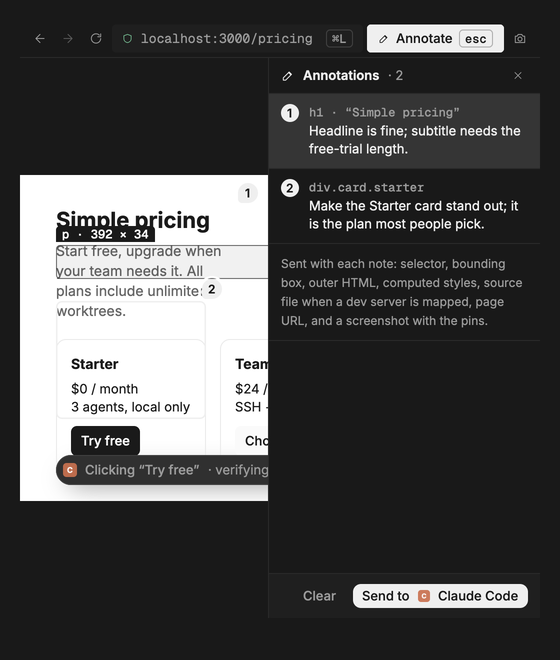 localhost:3000/pricing
⌘L
Annotate esc
Annotations · 2
1 h1 · “Simple pricing”
Headline is fine; subtitle needs the
free-trial length.
2 div.card.starter
Make the Starter card stand out; it
is the plan most people pick.
Sent with each note: selector, bounding
box, outer HTML, computed styles, source
file when a dev server is mapped, page
URL, and a screenshot with the pins.
1
Simple pricing
p · 392 × 34
Start free, upgrade when
your team needs it. All
plans include
2
worktrees.
Starter
$0 / month
3 agents, local only
Try free
$24 /
SSH
C Clicking “Try free” · verifying
Clear
Send to C Claude Code